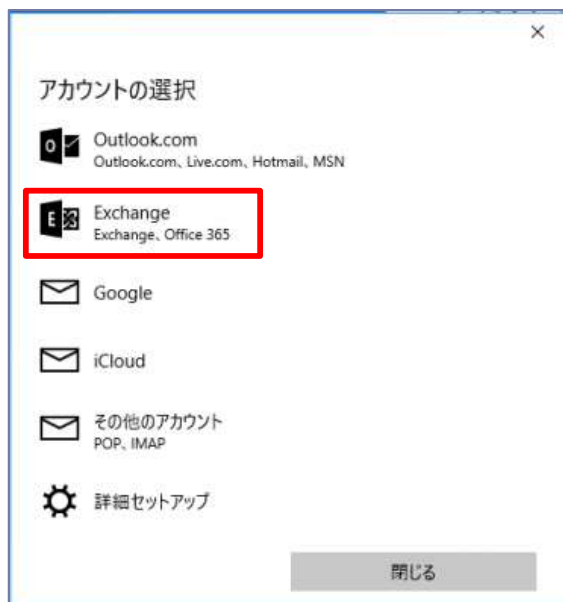 アカウントの選択
Outlook.com
Outlook.com、Live.com、Hotmail、MSN
Exchange
Exchange、Office 365
Google
iCloud
その他のアカウント
POP、IMAP
詳細セットアップ
閉じる